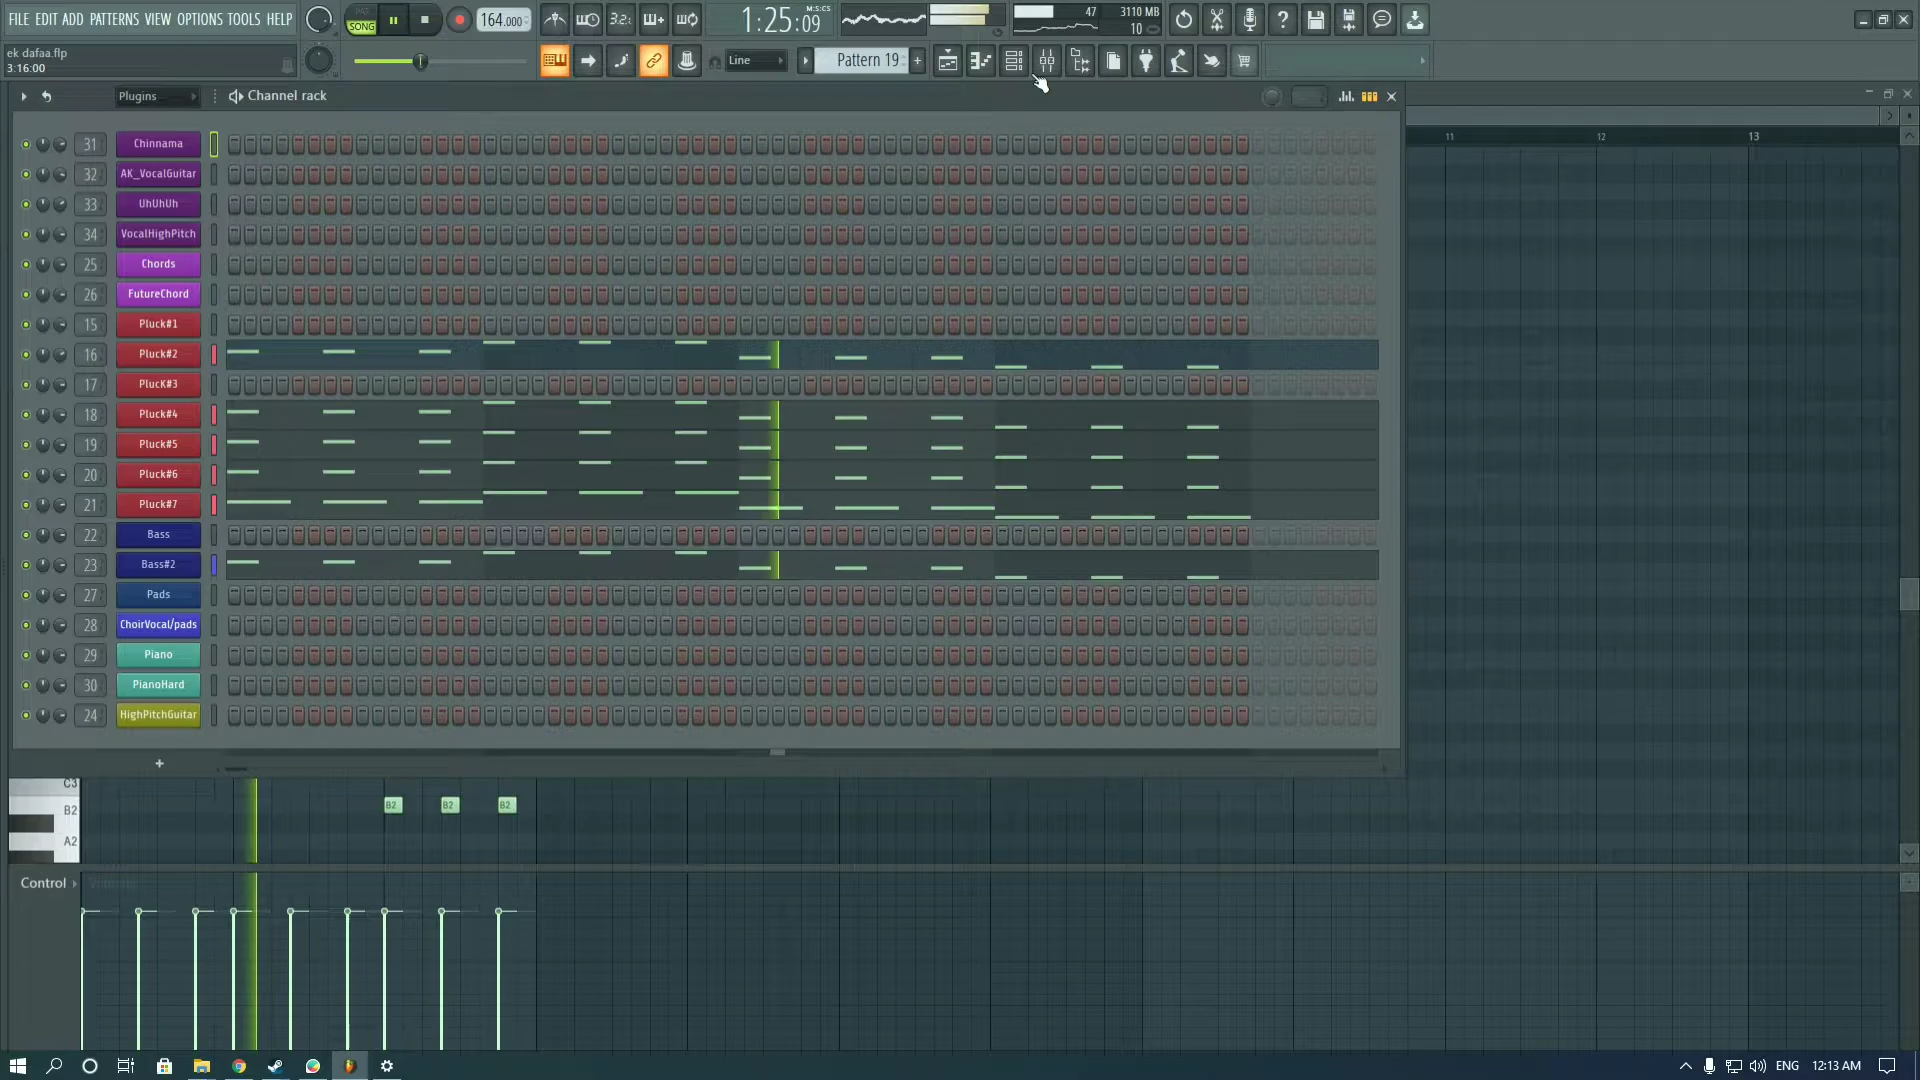 FILE EDIT ADD PATTERNS VIEW OPTIONS TOOLS HELP
PAT
SONG
164.000
3.2
1:25:09
M:S:CS
47
3110 MB
10
ek dafaa.flp
3:16:00
Line
Pattern 19
+
Plugins
Channel rack
31 Chinnama
32 AK_VocalGuitar
33 UhUhUh
34 VocalHighPitch
25 Chords
26 FutureChord
15 Pluck#1
16 Pluck#2
17 PlucK#3
18 Pluck#4
19 Pluck#5
20 Pluck#6
21 Pluck#7
22 Bass
23 Bass#2
27 Pads
28 ChoirVocal/pads
29 Piano
30 PianoHard
24 HighPitchGuitar
+
11 12 13
C3
B2
A2
B2 B2 B2
Control
ENG
12:13 AM